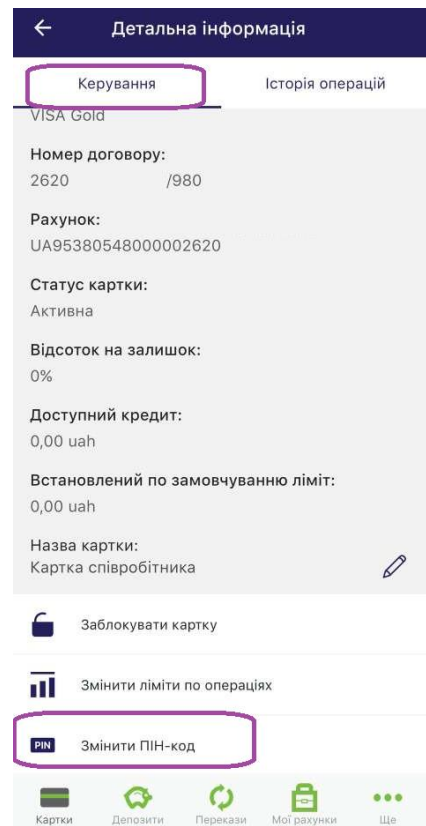 Детальна інформація
Керування Історія операцій
VISA Gold
Номер договору:
2620 /980
Рахунок:
UA95380548000002620
Статус картки:
Активна
Відсоток на залишок:
0%
Доступний кредит:
0,00 uah
Встановлений по замовчуванню ліміт:
0,00 uah
Назва картки:
Картка співробітника
Заблокувати картку
Змінити ліміти по операціях
PIN Змінити ПІН-код
Картки Депозити Перекази Мої рахунки Ще